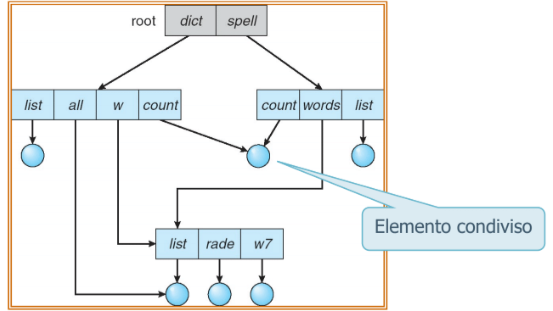 root dict spell
list all w count count words list
Elemento condiviso
list rade w7